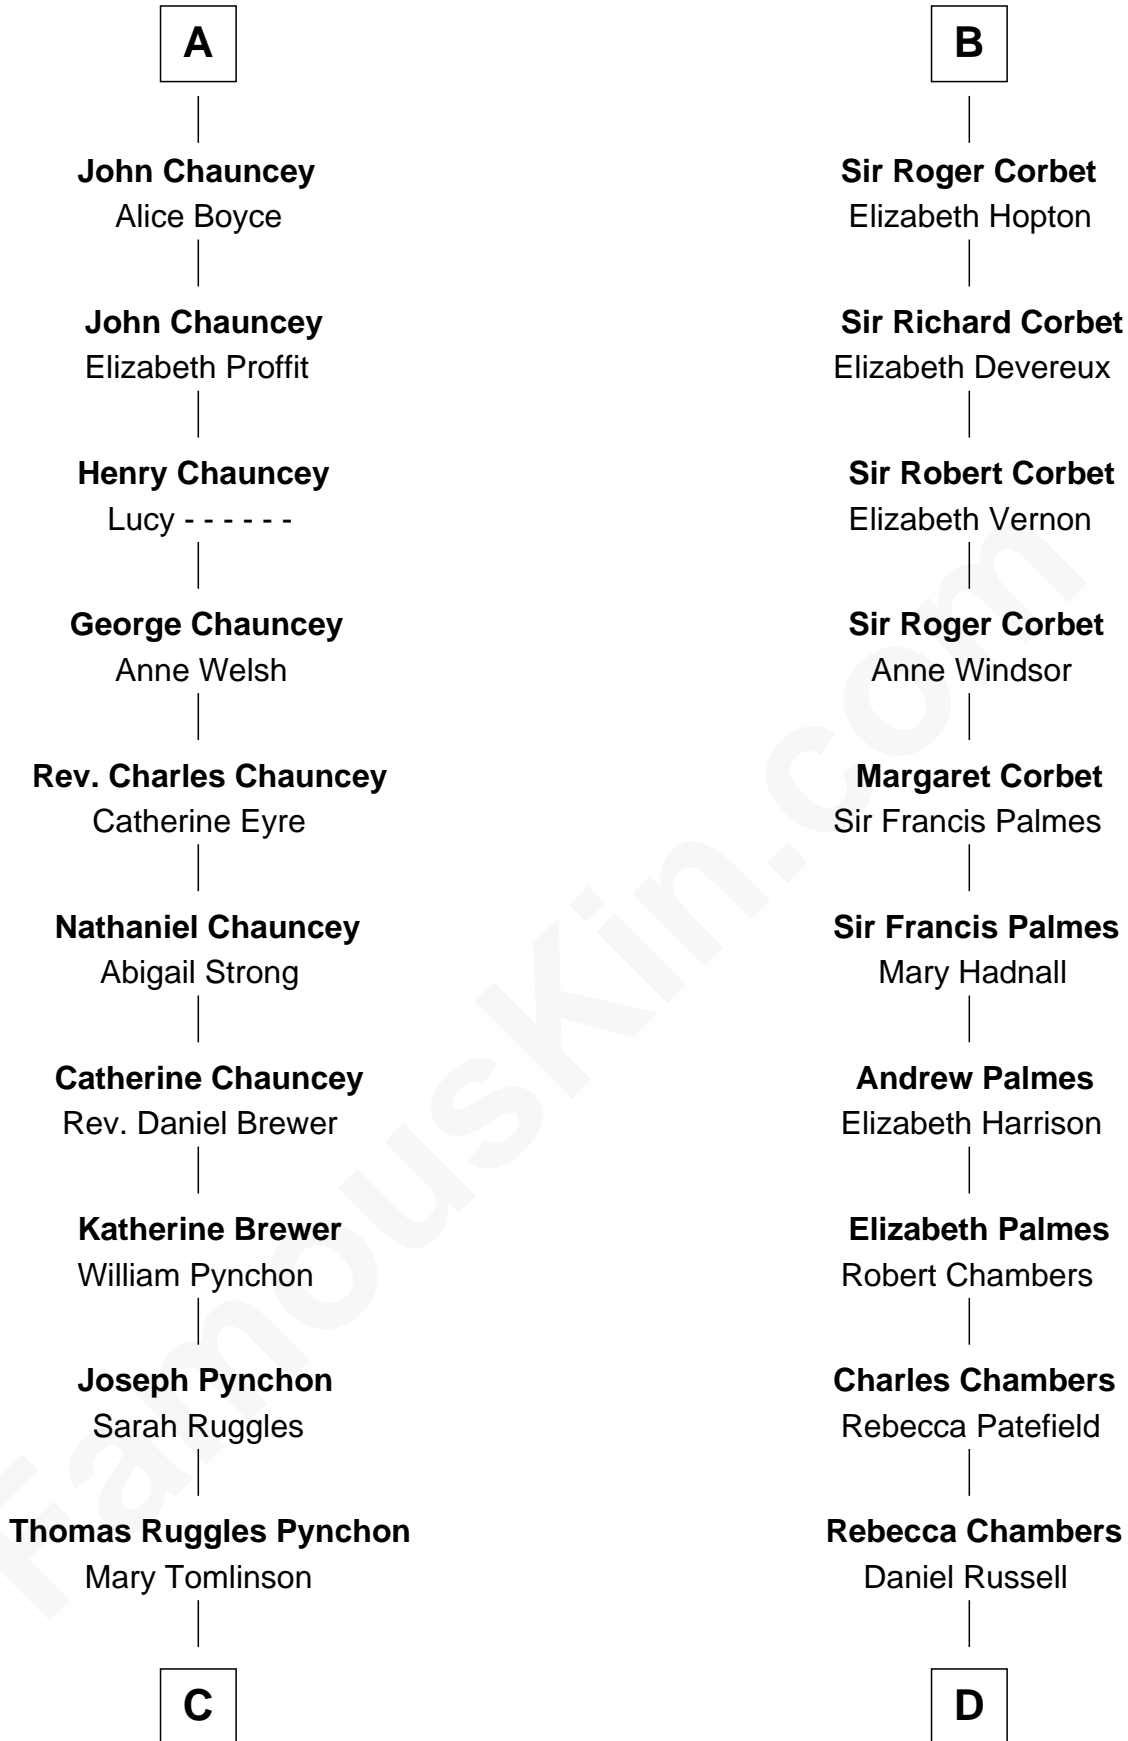 A
John Chauncey
Alice Boyce
John Chauncey
Elizabeth Proffit
Henry Chauncey
Lucy - - - - - -
George Chauncey
Anne Welsh
Rev. Charles Chauncey
Catherine Eyre
Nathaniel Chauncey
Abigail Strong
Catherine Chauncey
Rev. Daniel Brewer
Katherine Brewer
William Pynchon
Joseph Pynchon
Sarah Ruggles
Thomas Ruggles Pynchon
Mary Tomlinson
C
B
Sir Roger Corbet
Elizabeth Hopton
Sir Richard Corbet
Elizabeth Devereux
Sir Robert Corbet
Elizabeth Vernon
Sir Roger Corbet
Anne Windsor
Margaret Corbet
Sir Francis Palmes
Sir Francis Palmes
Mary Hadnall
Andrew Palmes
Elizabeth Harrison
Elizabeth Palmes
Robert Chambers
Charles Chambers
Rebecca Patefield
Rebecca Chambers
Daniel Russell
D
FamousKin.com